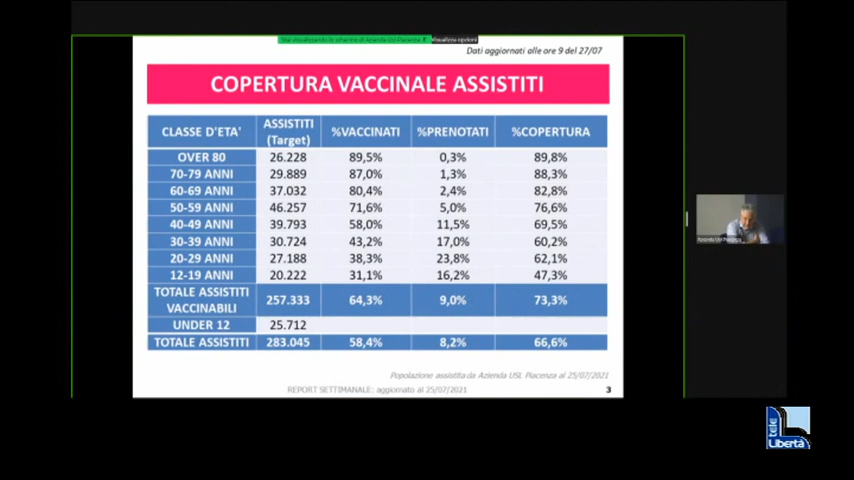 Dati aggiornati alle ore 9 del 27/07
COPERTURA VACCINALE ASSISTITI
CLASSE D'ETA' ASSISTITI (Target) %VACCINATI %PRENOTATI %COPERTURA
OVER 80 26.228 89,5% 0,3% 89,8%
70-79 ANNI 29.889 87,0% 1,3% 88,3%
60-69 ANNI 37.032 80,4% 2,4% 82,8%
50-59 ANNI 46.257 71,6% 5,0% 76,6%
40-49 ANNI 39.793 58,0% 11,5% 69,5%
30-39 ANNI 30.724 43,2% 17,0% 60,2%
20-29 ANNI 27.188 38,3% 23,8% 62,1%
12-19 ANNI 20.222 31,1% 16,2% 47,3%
TOTALE ASSISTITI VACCINABILI 257.333 64,3% 9,0% 73,3%
UNDER 12 25.712
TOTALE ASSISTITI 283.045 58,4% 8,2% 66,6%
Popolazione assistita da Azienda USL Piacenza al 25/07/2021
REPORT SETTIMANALE: aggiornato al 25/07/2021 3
Azienda Usl Piacenza
tele Libertà